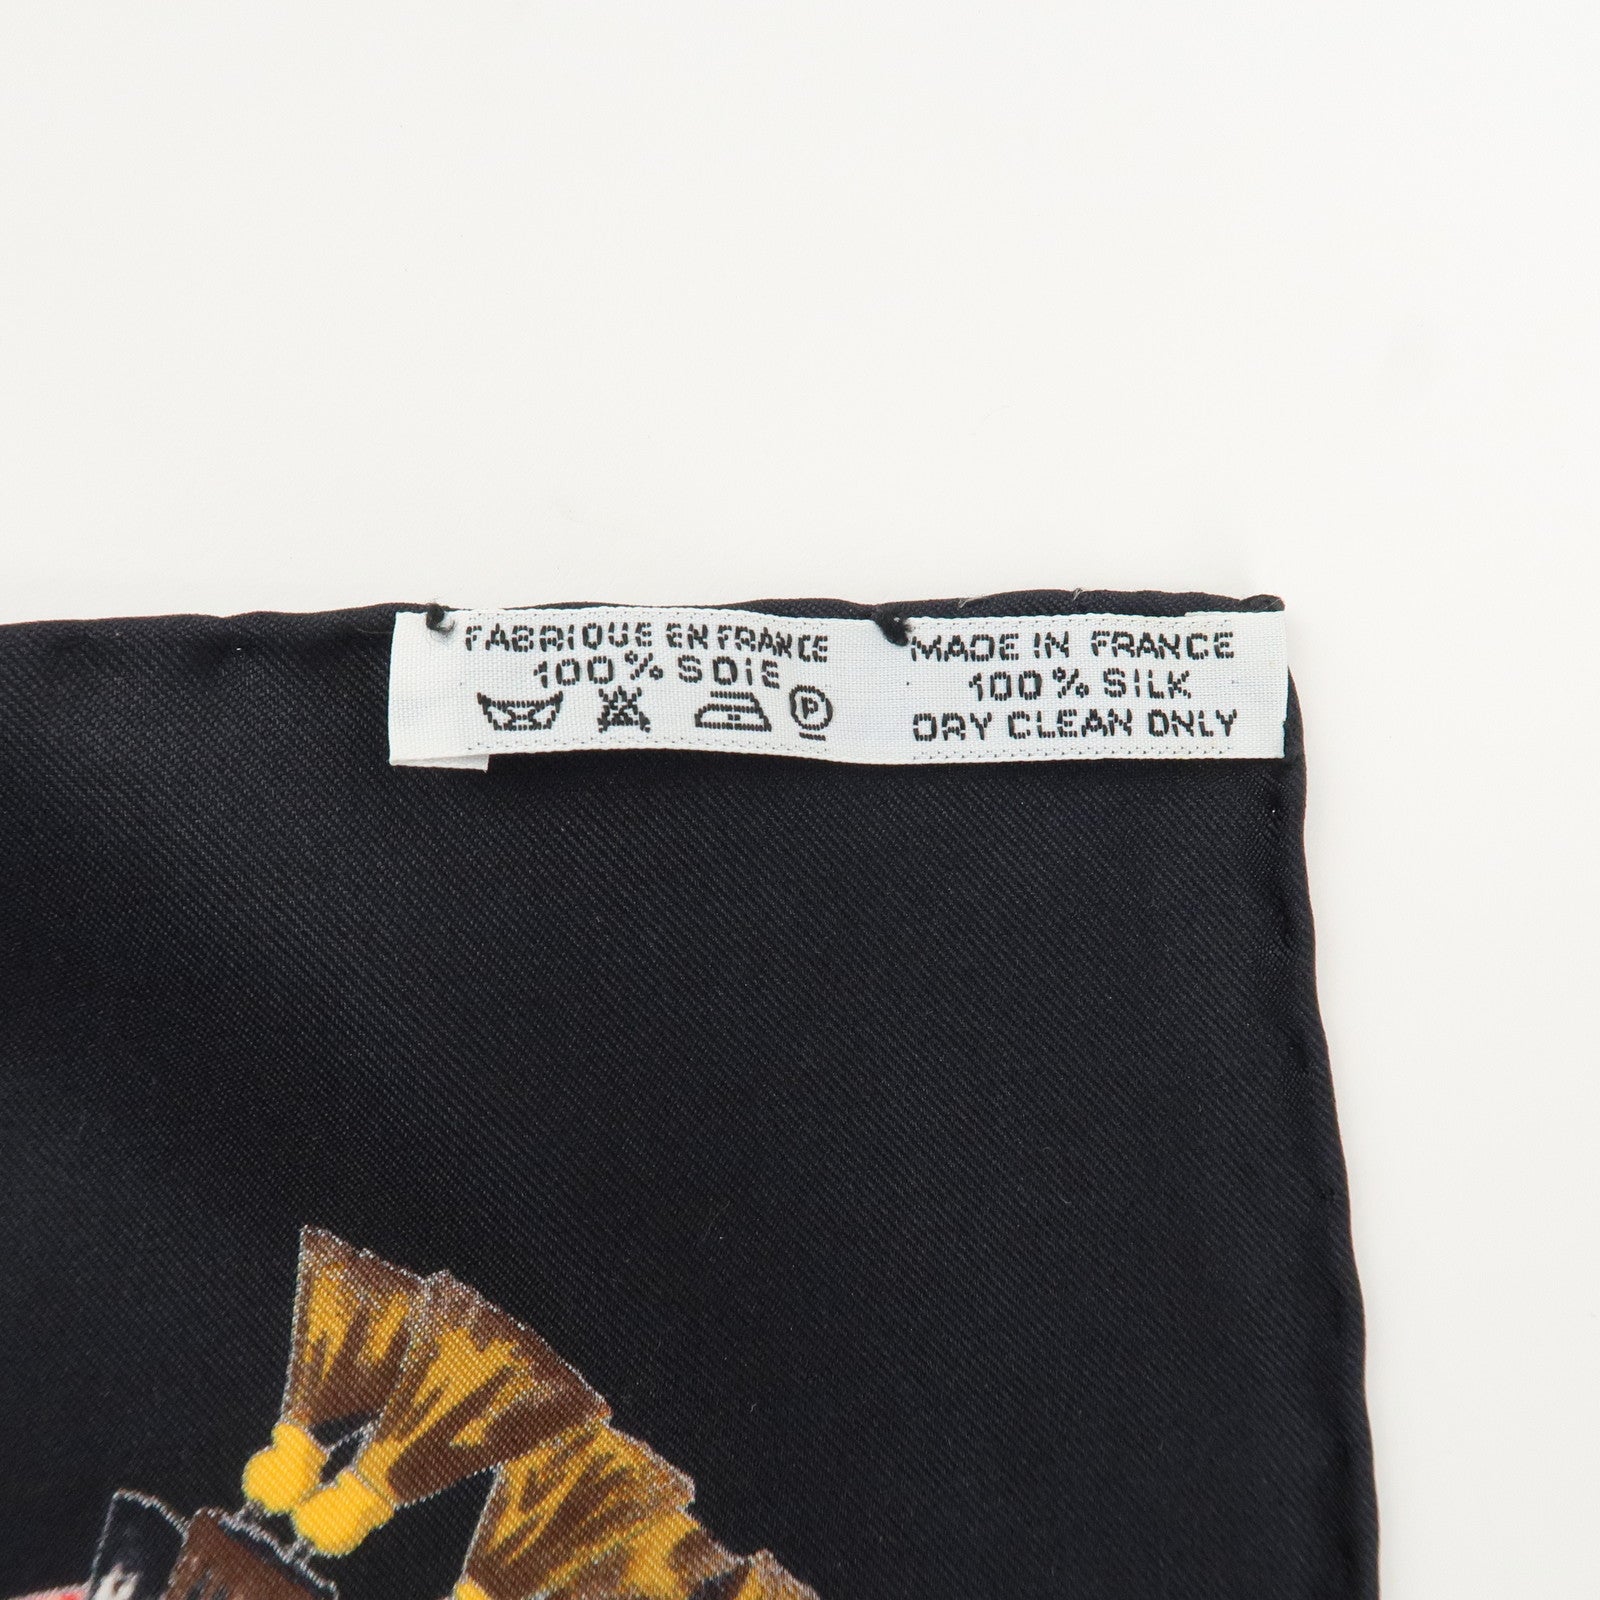 FABRIQUE EN FRANCE
100% SOIE
P
MADE IN FRANCE
100% SILK
DRY CLEAN ONLY